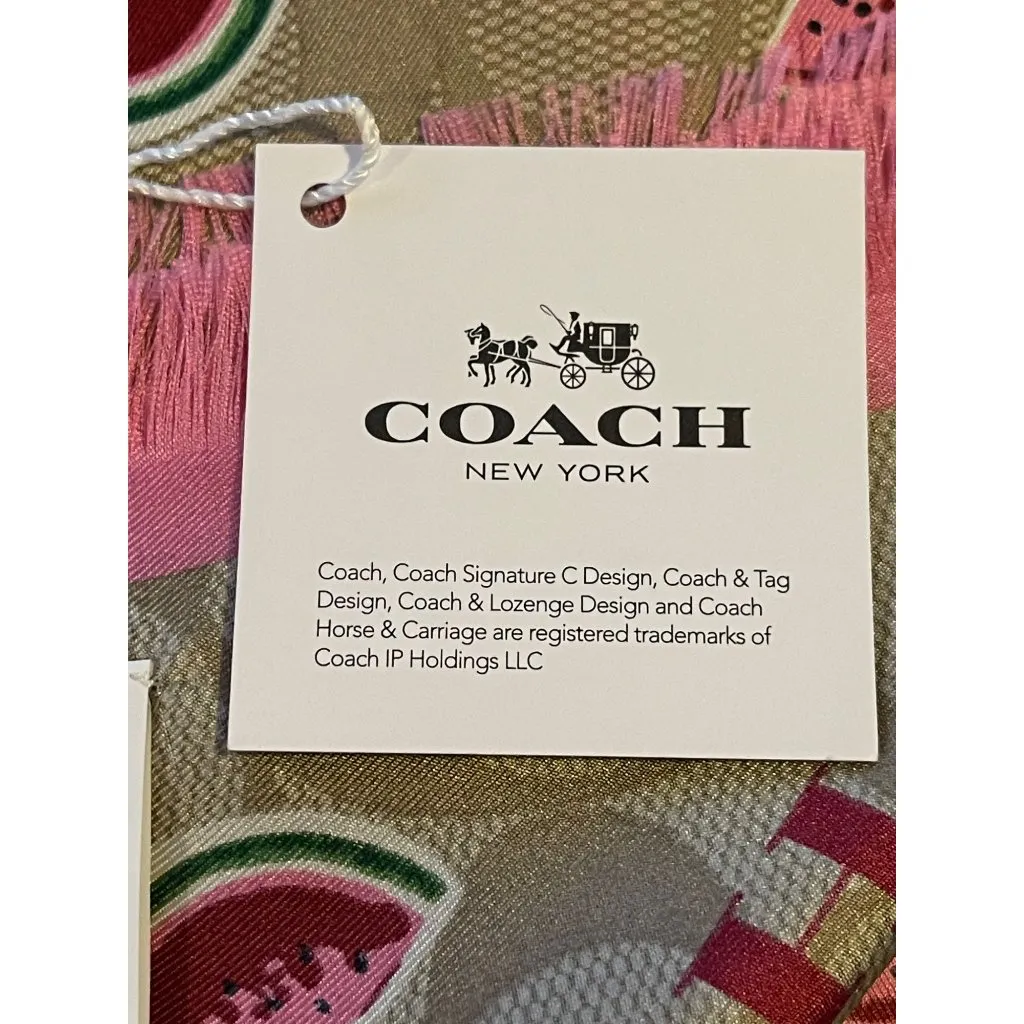 COACH
NEW YORK
Coach, Coach Signature C Design, Coach & Tag
Design, Coach & Lozenge Design and Coach
Horse & Carriage are registered trademarks of
Coach IP Holdings LLC